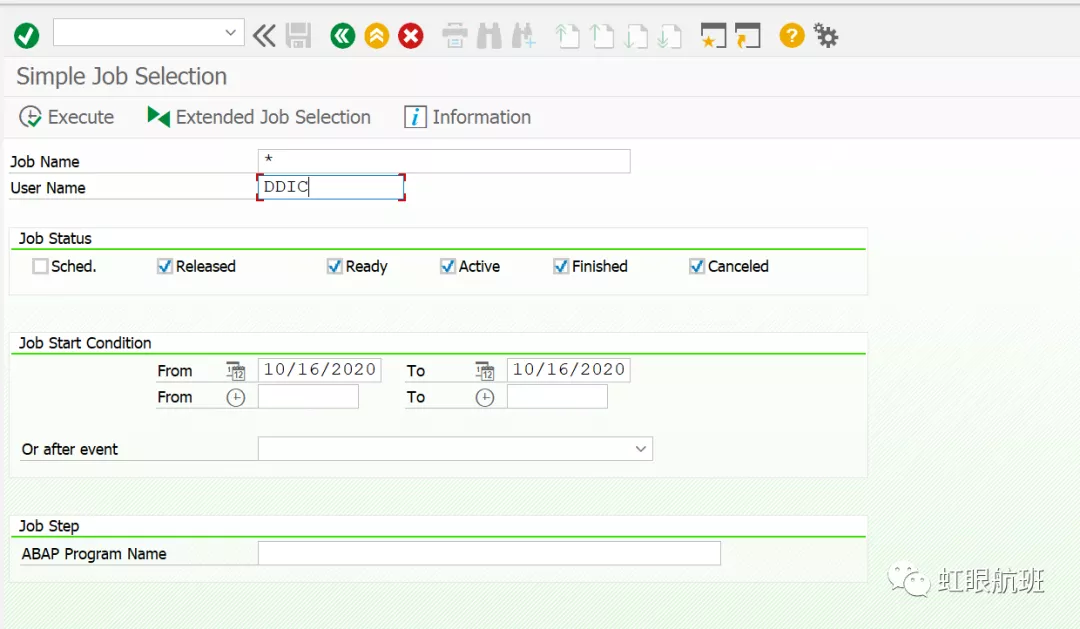 Simple Job Selection
Execute Extended Job Selection Information
Job Name *
User Name DDIC
Job Status
Sched. Released Ready Active Finished Canceled
Job Start Condition
From 10/16/2020 To 10/16/2020
From To
Or after event
Job Step
ABAP Program Name
虹眼航班